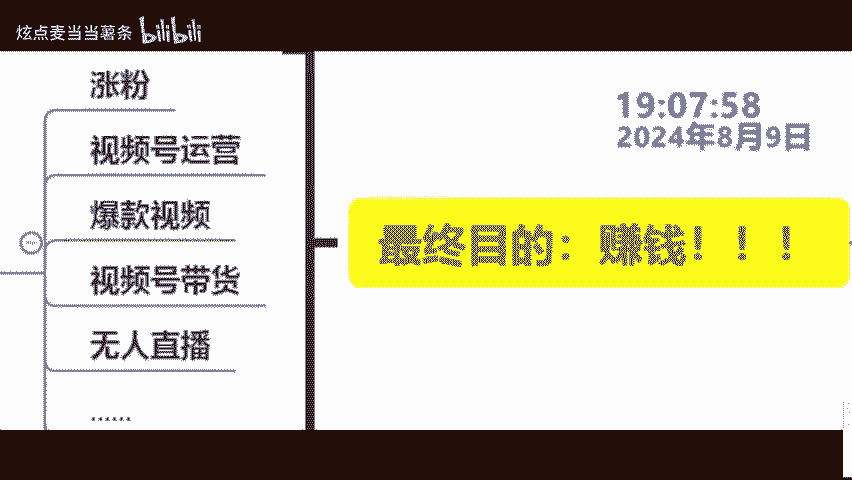 炫点麦当当薯条 bilibili
涨粉
视频号运营
爆款视频
视频号带货
无人直播
......
19:07:58
2024年8月9日
最终目的：赚钱！！！